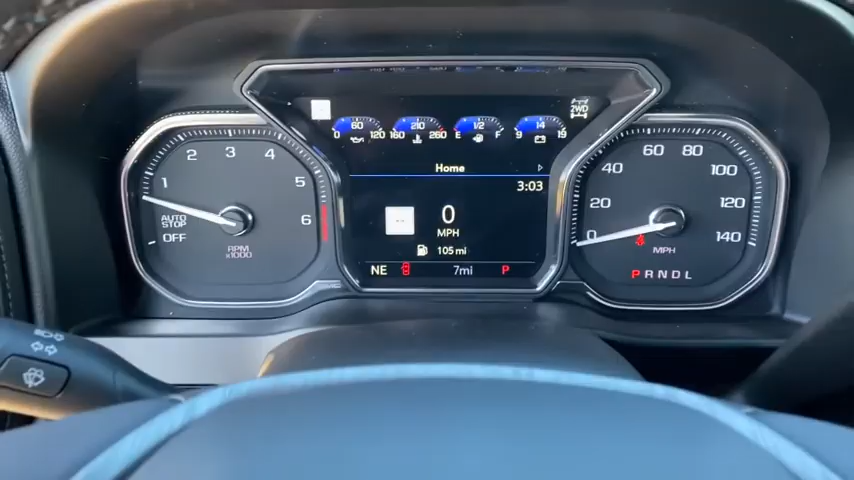 1 2 3 4 5 6
AUTO
STOP
OFF
RPM
x1000
0 60 120
160 210 260
E 1/2 F
9 14 19
2WD
Home
3:03
--
0
MPH
105 mi
NE 7mi P
0 20 40 60 80 100 120 140
MPH
PRNDL